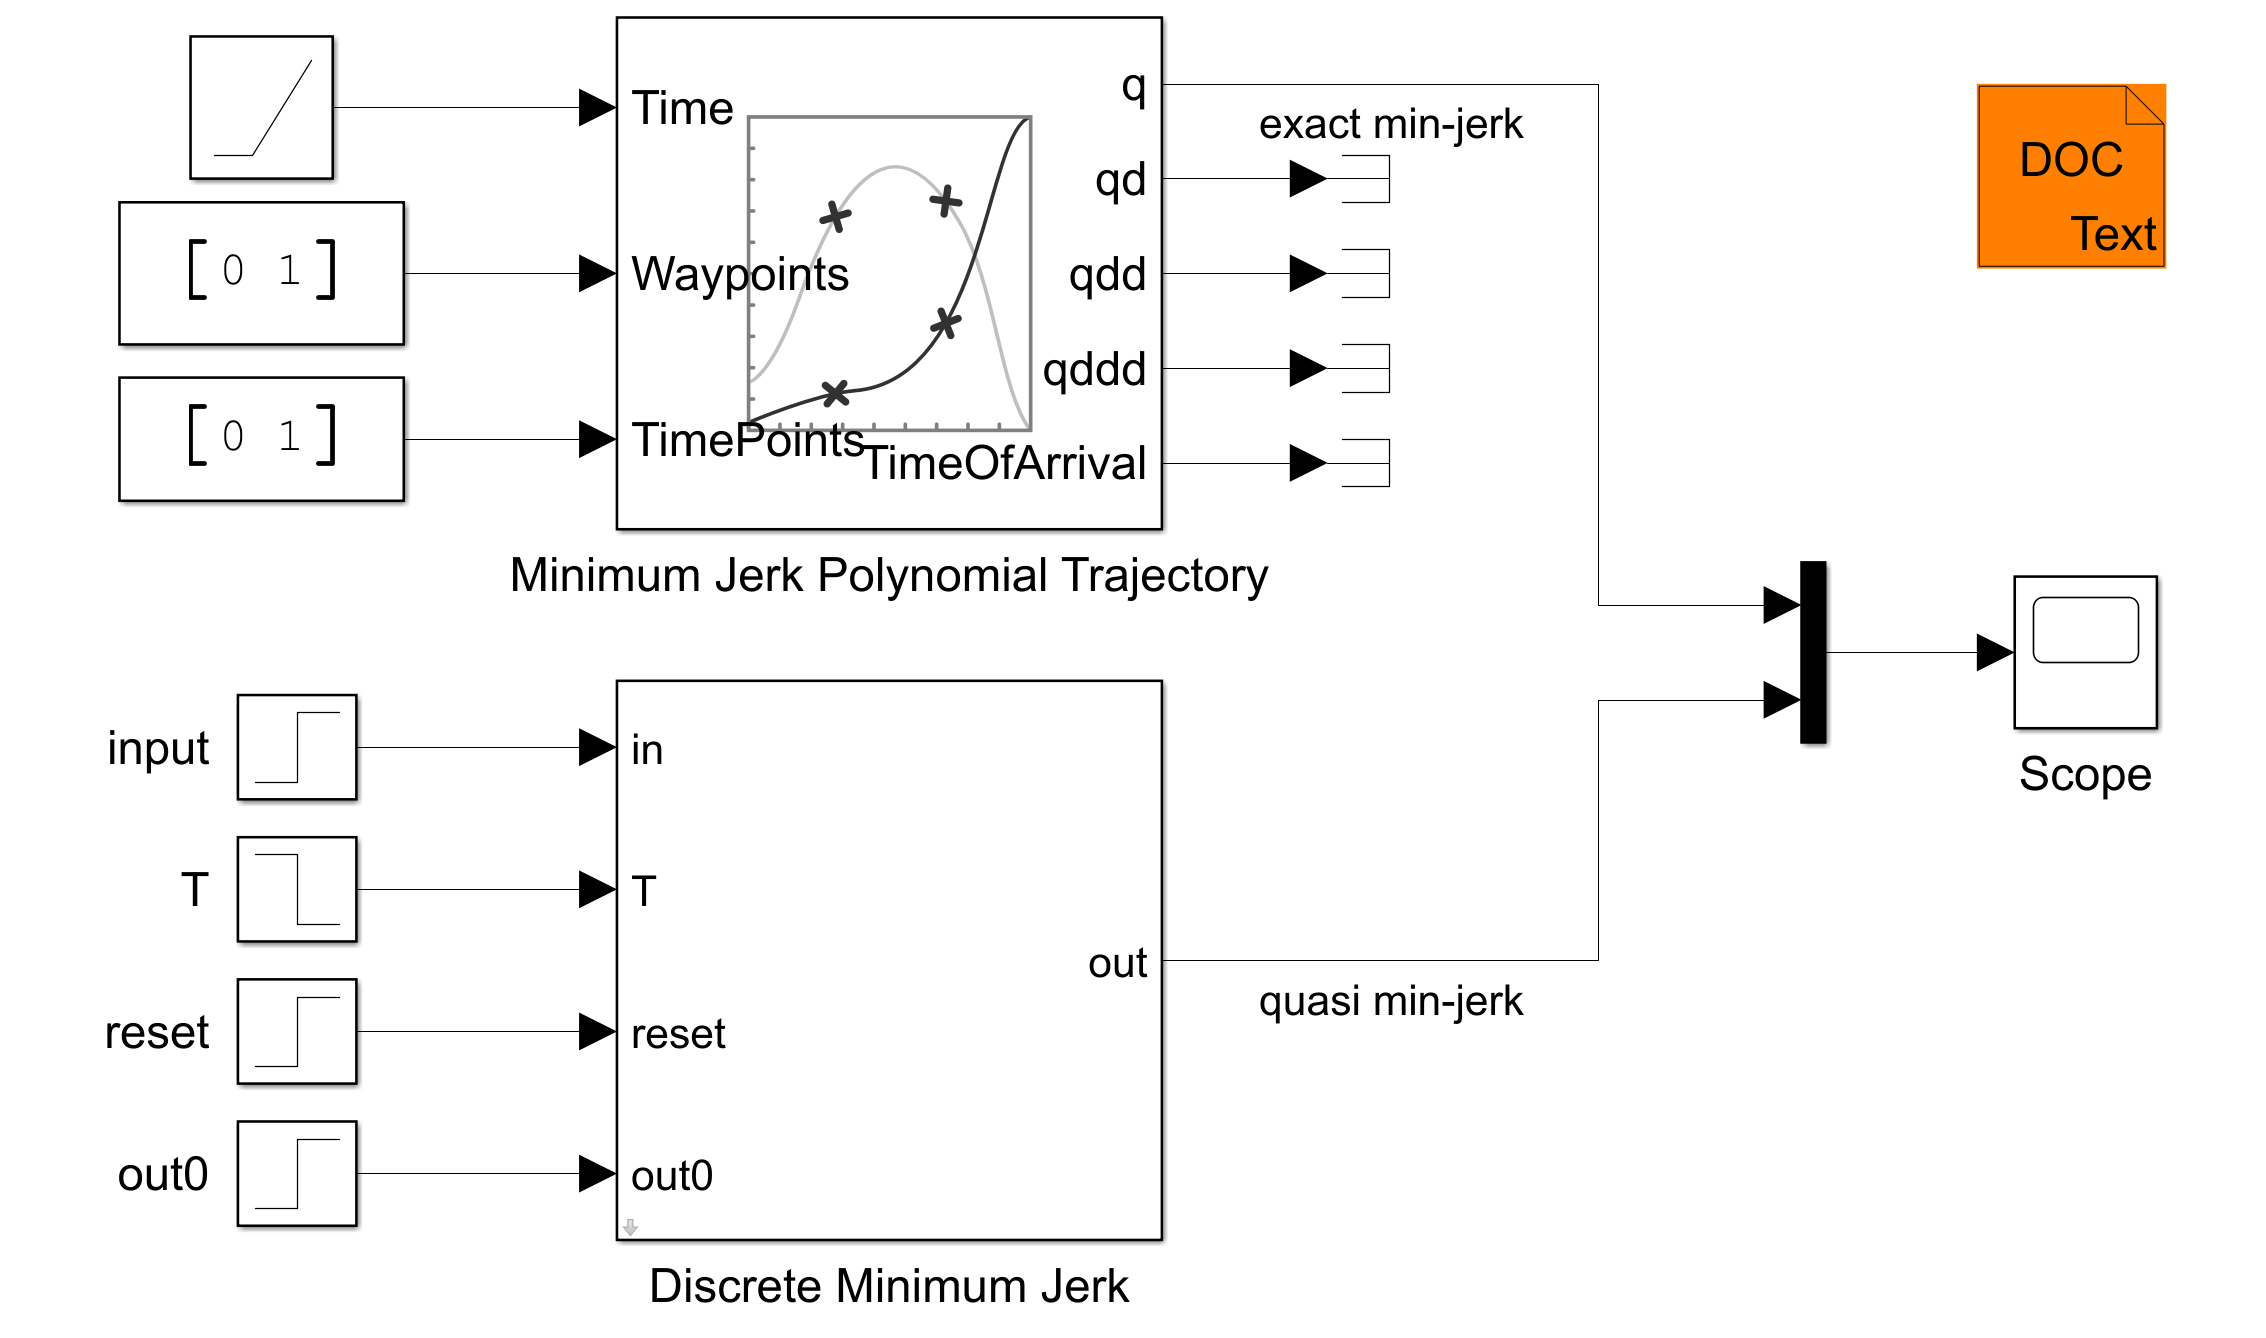 Time
Waypoints
TimePoints
q
qd
qdd
qddd
TimeOfArrival
[0 1]
[0 1]
exact min-jerk
Minimum Jerk Polynomial Trajectory
DOC
Text
input
T
reset
out0
in
T
reset
out0
out
quasi min-jerk
Discrete Minimum Jerk
Scope